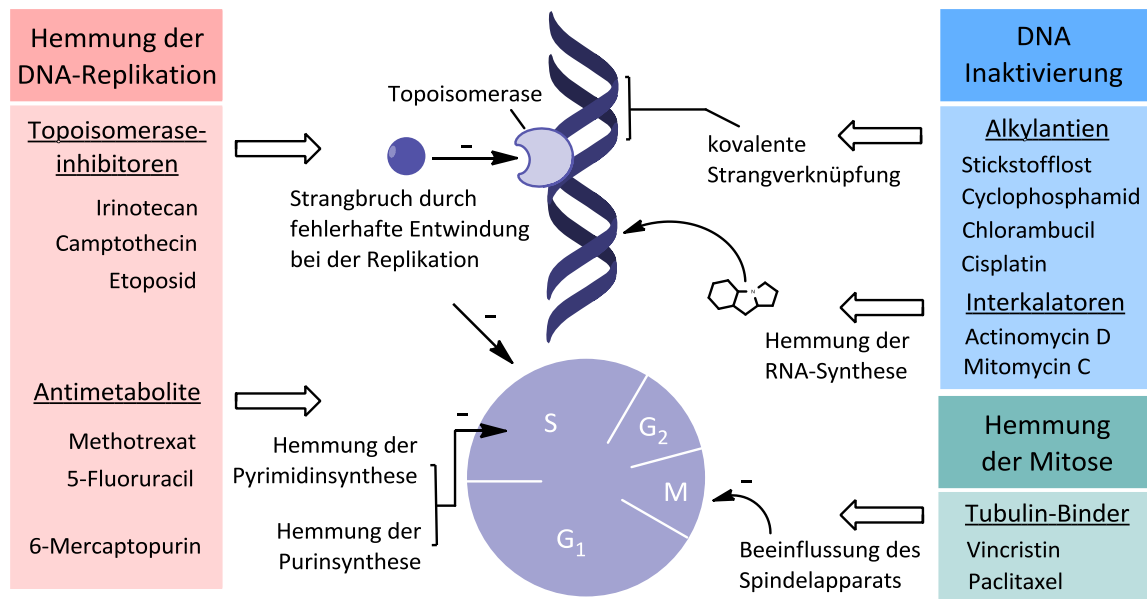 Hemmung der
DNA-Replikation
Topoisomerase-
inhibitoren
Irinotecan
Camptothecin
Etoposid
Antimetabolite
Methotrexat
5-Fluoruracil
6-Mercaptopurin
Topoisomerase
–
Strangbruch durch
fehlerhafte Entwindung
bei der Replikation
–
kovalente
Strangverknüpfung
N
Hemmung der
RNA-Synthese
–
Hemmung der
Pyrimidinsynthese
Hemmung der
Purinsynthese
S
G2
M
G1
–
Beeinflussung des
Spindelapparats
DNA
Inaktivierung
Alkylantien
Stickstofflost
Cyclophosphamid
Chlorambucil
Cisplatin
Interkalatoren
Actinomycin D
Mitomycin C
Hemmung
der Mitose
Tubulin-Binder
Vincristin
Paclitaxel